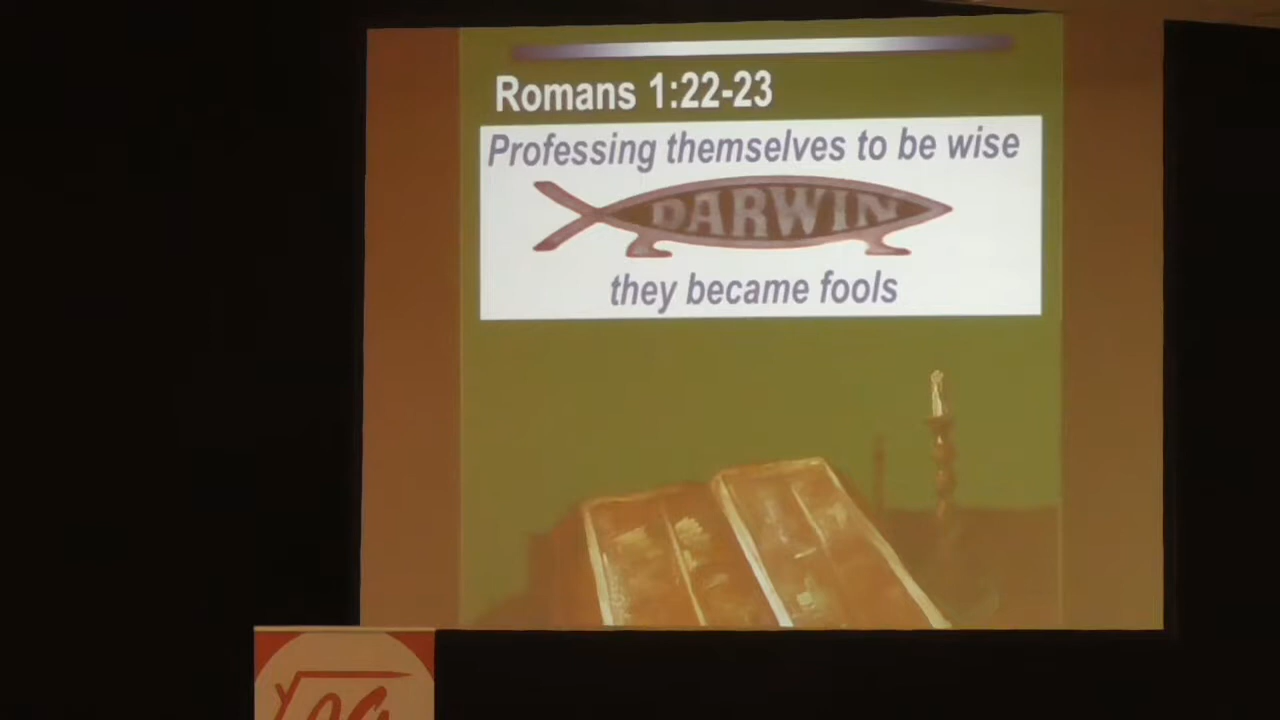 Romans 1:22-23
Professing themselves to be wise
DARWIN
they became fools